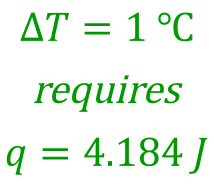 ΔT = 1 °C
requires
q = 4.184 J